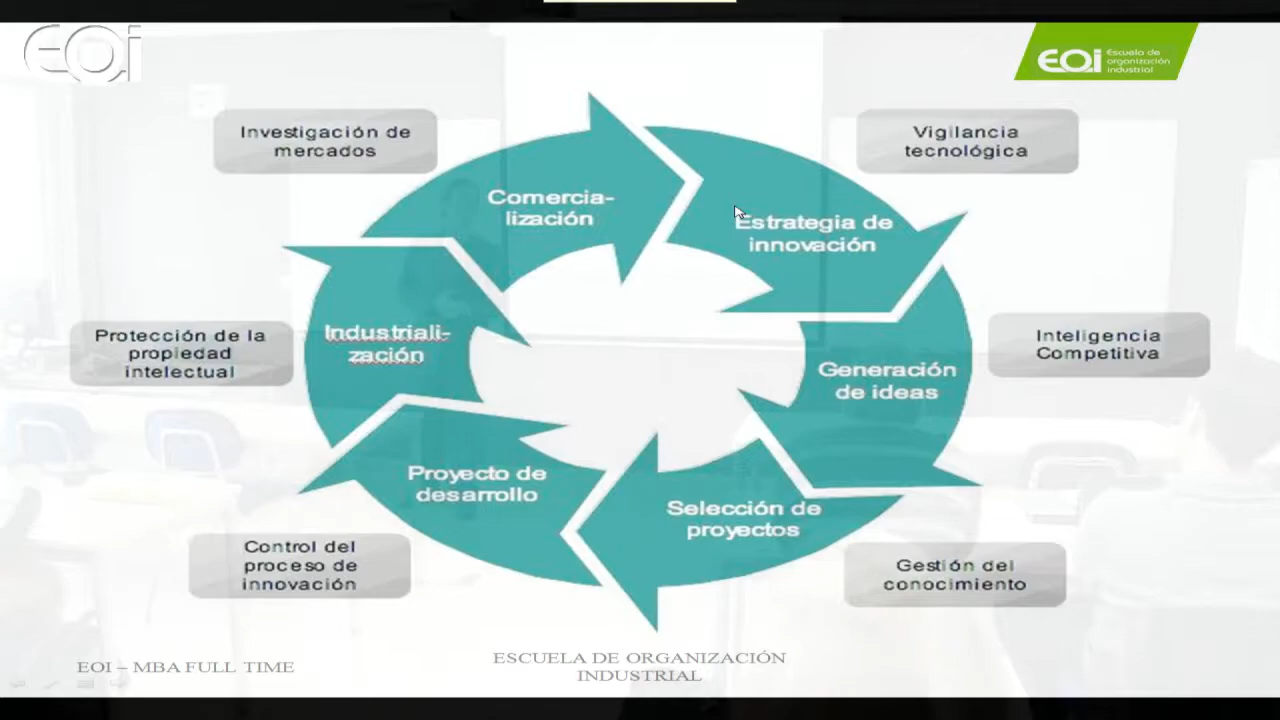 EOi
EOi Escuela de
organización
industrial
Investigación de
mercados
Vigilancia
tecnológica
Comercia-
lización
Estrategia de
innovación
Protección de la
propiedad
intelectual
Industriali-
zación
Generación
de ideas
Inteligencia
Competitiva
Proyecto de
desarrollo
Selección de
proyectos
Control del
proceso de
innovación
Gestión del
conocimiento
EOI – MBA FULL TIME
ESCUELA DE ORGANIZACIÓN
INDUSTRIAL